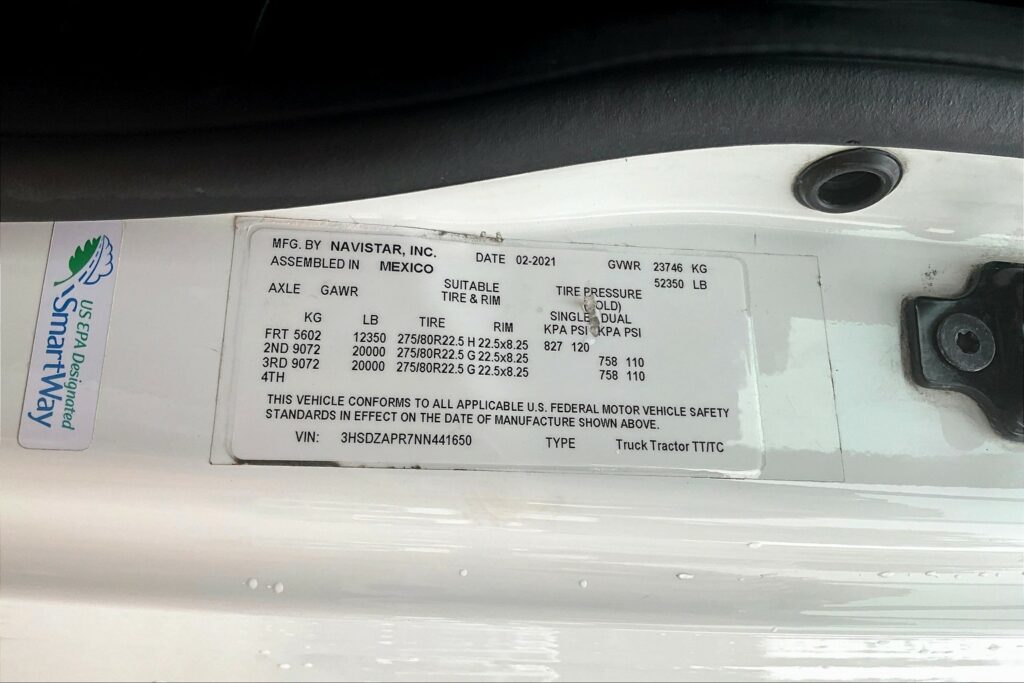 US EPA Designated
SmartWay
MFG. BY NAVISTAR, INC. DATE 02-2021 GVWR 23746 KG
ASSEMBLED IN MEXICO 52350 LB
AXLE GAWR SUITABLE TIRE PRESSURE
TIRE & RIM
KG LB TIRE RIM SINGLE DUAL
KPA PSI KPA PSI
FRT 5602 12350 275/80R22.5 H 22.5x8.25 827 120
2ND 9072 20000 275/80R22.5 G 22.5x8.25 758 110
3RD 9072 20000 275/80R22.5 G 22.5x8.25 758 110
4TH
THIS VEHICLE CONFORMS TO ALL APPLICABLE U.S. FEDERAL MOTOR VEHICLE SAFETY
STANDARDS IN EFFECT ON THE DATE OF MANUFACTURE SHOWN ABOVE.
VIN: 3HSDZAPR7NN441650 TYPE Truck Tractor TT/TC